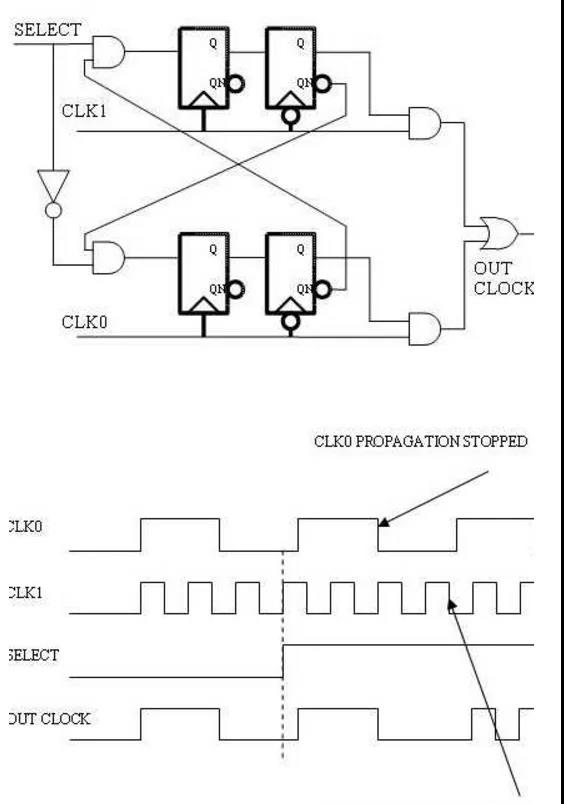 SELECT
Q
Q
QN
QN
CLK1
Q
Q
QN
QN
OUT
CLOCK
CLK0
CLK0 PROPAGATION STOPPED
CLK0
CLK1
SELECT
OUT CLOCK